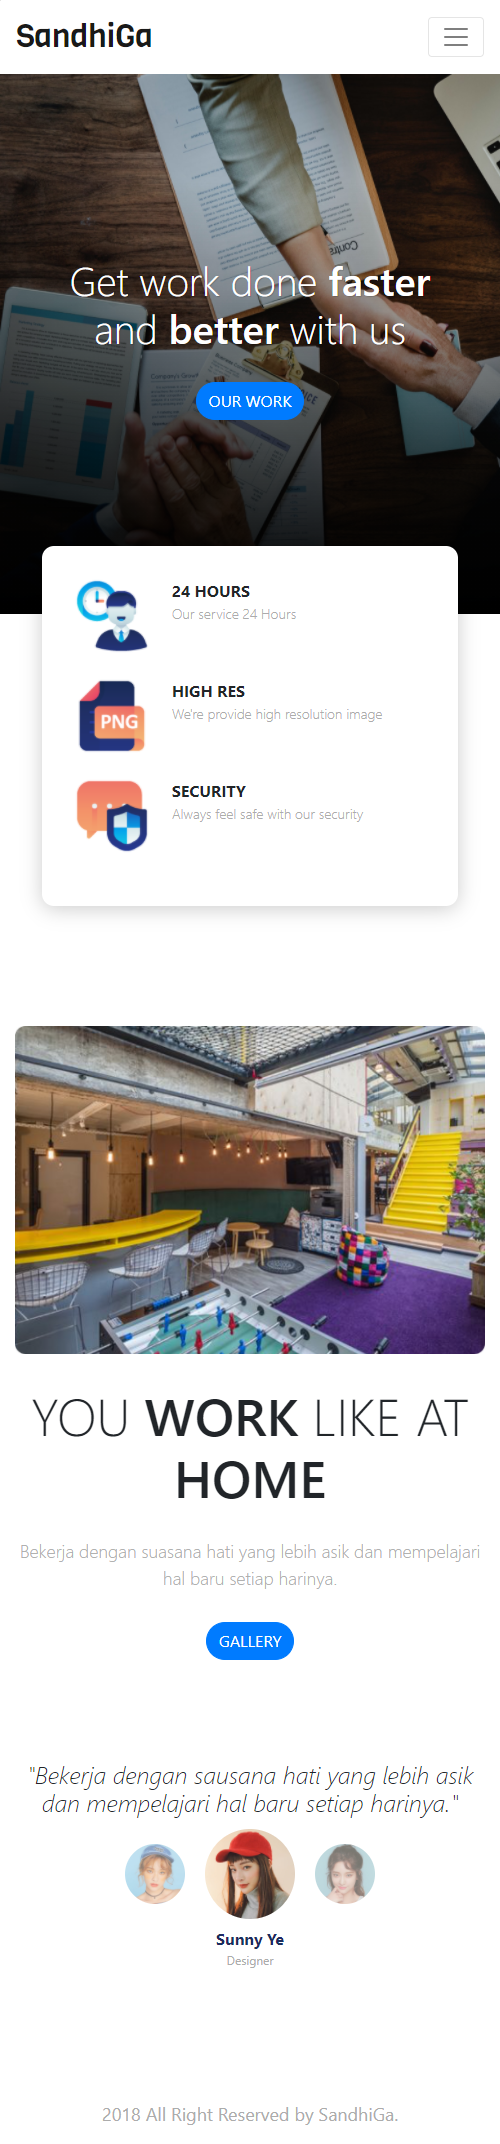 SandhiGa
Contra
Get work done faster
and better with us
Company's Growth
OUR WORK
24 HOURS
Our service 24 Hours
HIGH RES
We're provide high resolution image
PNG
SECURITY
Always feel safe with our security
YOU WORK LIKE AT
HOME
Bekerja dengan suasana hati yang lebih asik dan mempelajari
hal baru setiap harinya.
GALLERY
"Bekerja dengan sausana hati yang lebih asik
dan mempelajari hal baru setiap harinya."
Sunny Ye
Designer
2018 All Right Reserved by SandhiGa.